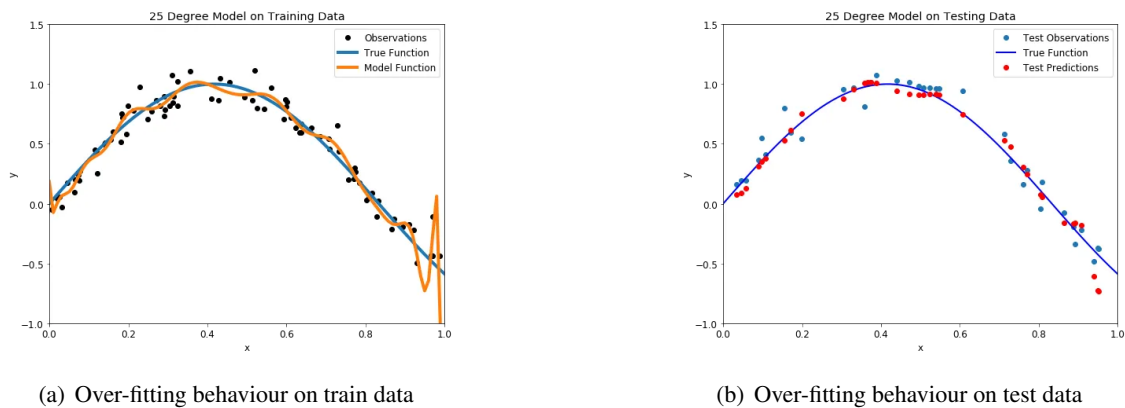 25 Degree Model on Training Data
1.5
1.0
0.5
0.0
−0.5
−1.0
y
0.0 0.2 0.4 0.6 0.8 1.0
x
Observations
True Function
Model Function
(a) Over-fitting behaviour on train data
25 Degree Model on Testing Data
1.5
1.0
0.5
0.0
−0.5
−1.0
y
0.0 0.2 0.4 0.6 0.8 1.0
x
Test Observations
True Function
Test Predictions
(b) Over-fitting behaviour on test data